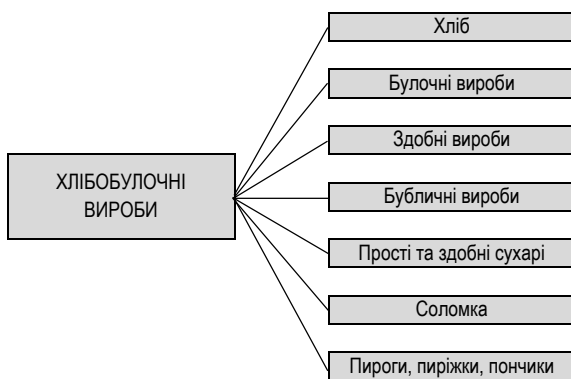 Хліб
Булочні вироби
Здобні вироби
ХЛІБОБУЛОЧНІ
ВИРОБИ
Бубличні вироби
Прості та здобні сухарі
Соломка
Пироги, пиріжки, пончики